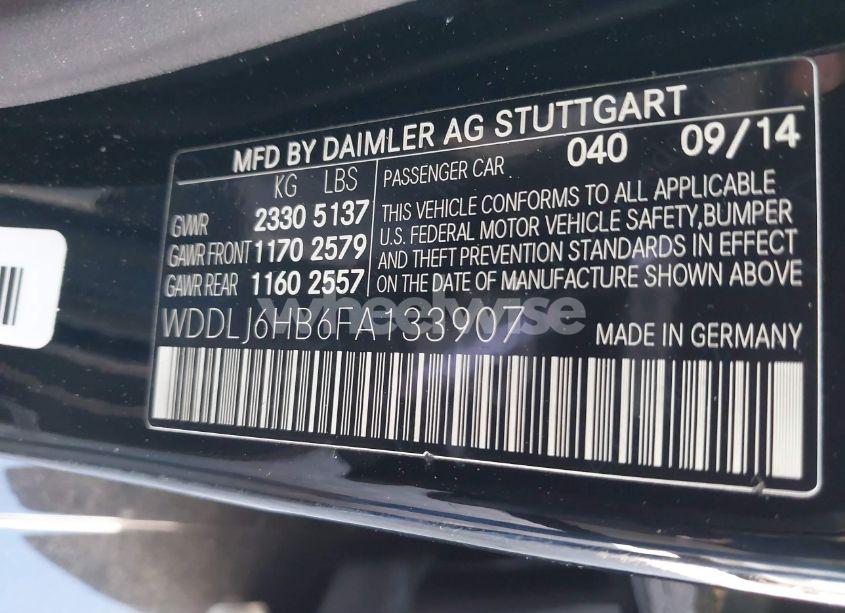 MFD BY DAIMLER AG STUTTGART
040 09/14
KG LBS
GVWR 2330 5137
GAWR FRONT 1170 2579
GAWR REAR 1160 2557
PASSENGER CAR
THIS VEHICLE CONFORMS TO ALL APPLICABLE
U.S. FEDERAL MOTOR VEHICLE SAFETY, BUMPER
AND THEFT PREVENTION STANDARDS IN EFFECT
ON THE DATE OF MANUFACTURE SHOWN ABOVE
WDDLJ6HB6FA133907
MADE IN GERMANY
wheelwise